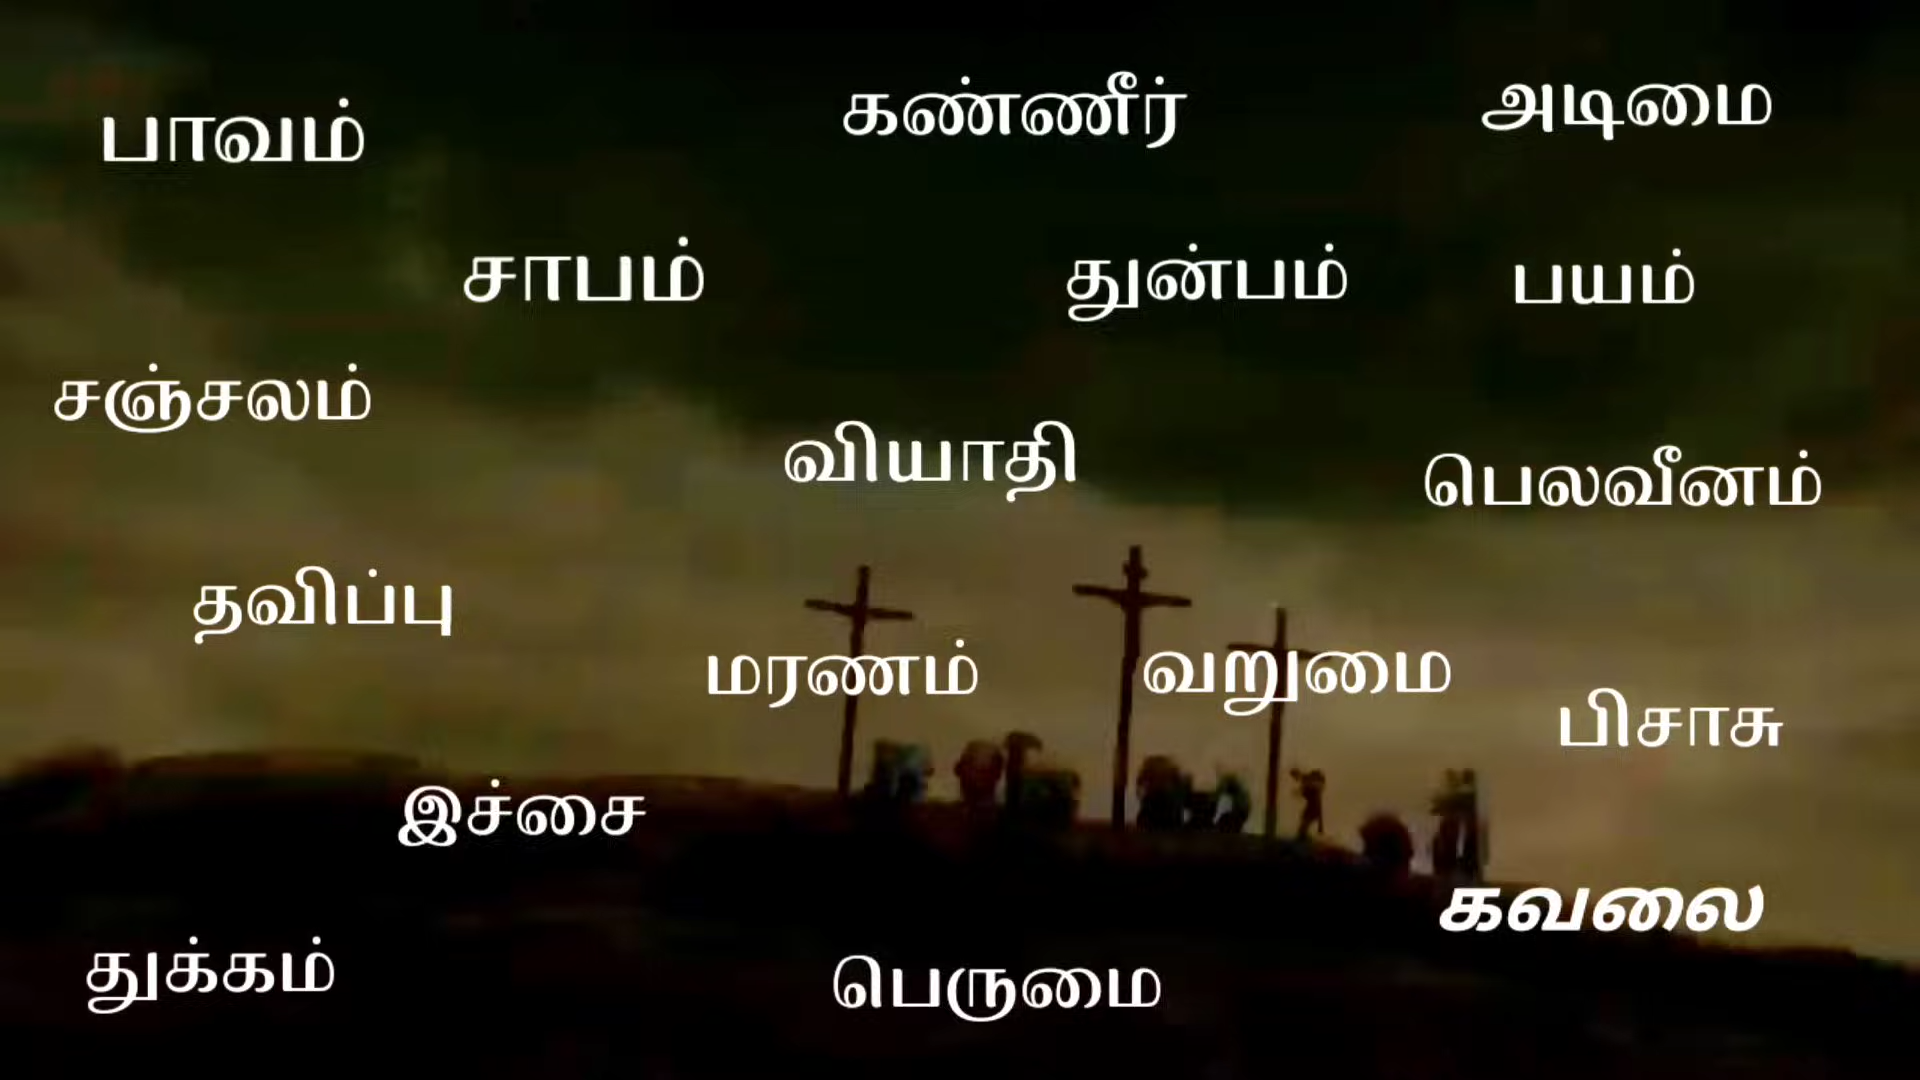 பாவம்
கண்ணீர்
அடிமை
சாபம்
துன்பம்
பயம்
சஞ்சலம்
வியாதி
பெலவீனம்
தவிப்பு
மரணம்
வறுமை
பிசாசு
இச்சை
கவலை
துக்கம்
பெருமை